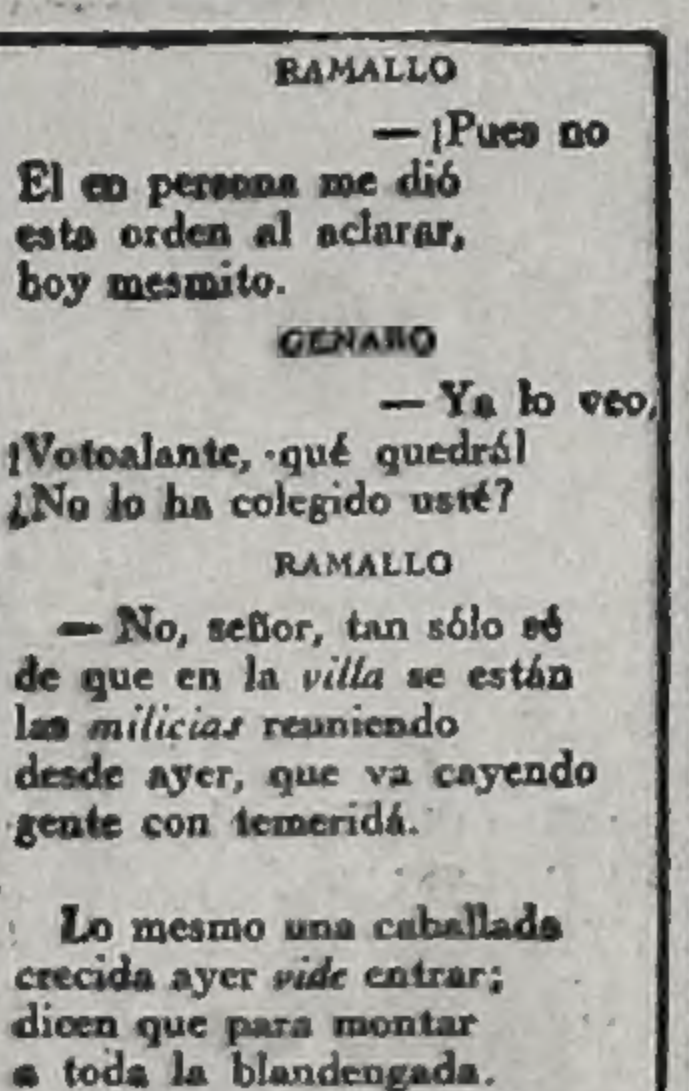 RAMALLO
— ¡Pues no
El en persona me dió
esta orden al aclarar,
hoy mesmito.
GENARO
— Ya lo veo,
¡Votoalante, qué quedrá!
¿No lo ha colegido usté?
RAMALLO
— No, señor, tan sólo sé
de que en la villa se están
las milicias reuniendo
desde ayer, que va cayendo
gente con temeridá.
Lo mesmo una caballada
crecida ayer vide entrar;
dicen que para montar
a toda la blandengada.